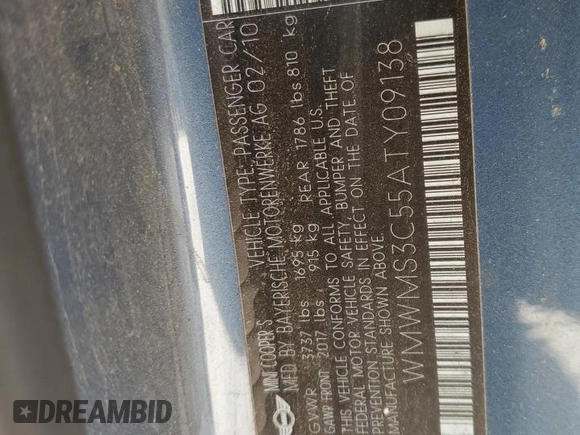 MINI COOPER S VEHICLE TYPE: PASSENGER CAR
MFD BY BAYERISCHE MOTORENWERKE AG 02/10
GVWR 3737 lbs 1695 kg REAR 1786 lbs 810 kg
GAWR FRONT 2017 lbs 915 kg
THIS VEHICLE CONFORMS TO ALL APPLICABLE U.S.
FEDERAL MOTOR VEHICLE SAFETY, BUMPER AND THEFT
PREVENTION STANDARDS IN EFFECT ON THE DATE OF
MANUFACTURE SHOWN ABOVE.
WMWMS3C55ATY09138
DREAMBID